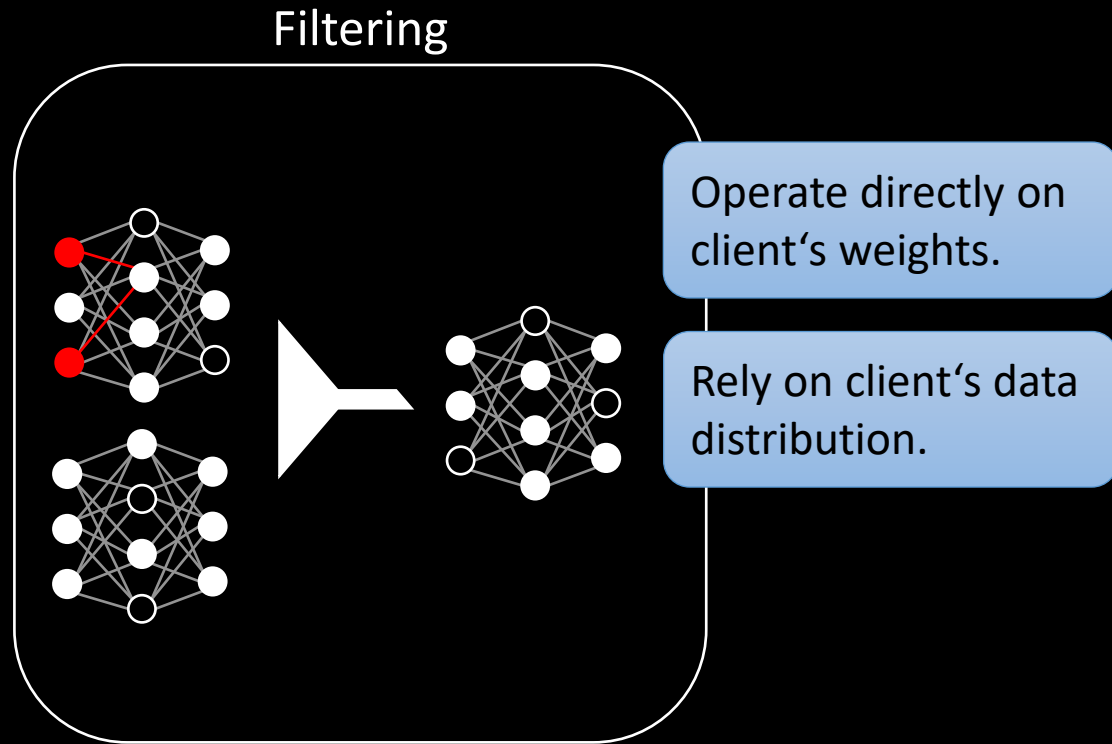 Filtering
Operate directly on
client‘s weights.
Rely on client‘s data
distribution.